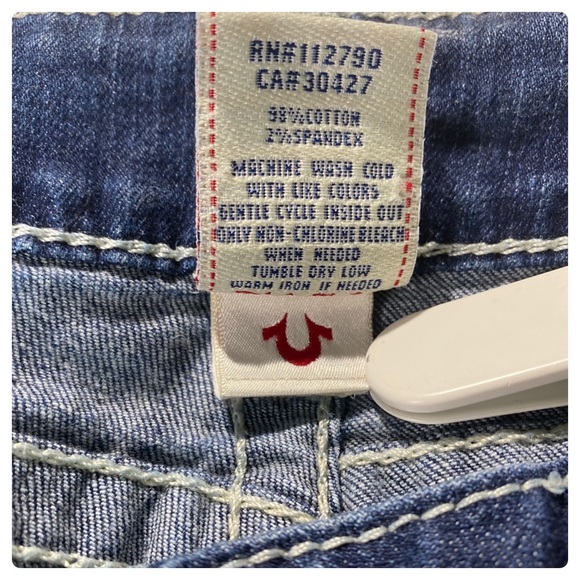 RN#112790
CA#30427
98%COTTON
2%SPANDEX
MACHINE WASH COLD
WITH LIKE COLORS
GENTLE CYCLE INSIDE OUT
ONLY NON-CHLORINE BLEACH
WHEN NEEDED
TUMBLE DRY LOW
WARM IRON IF NEEDED